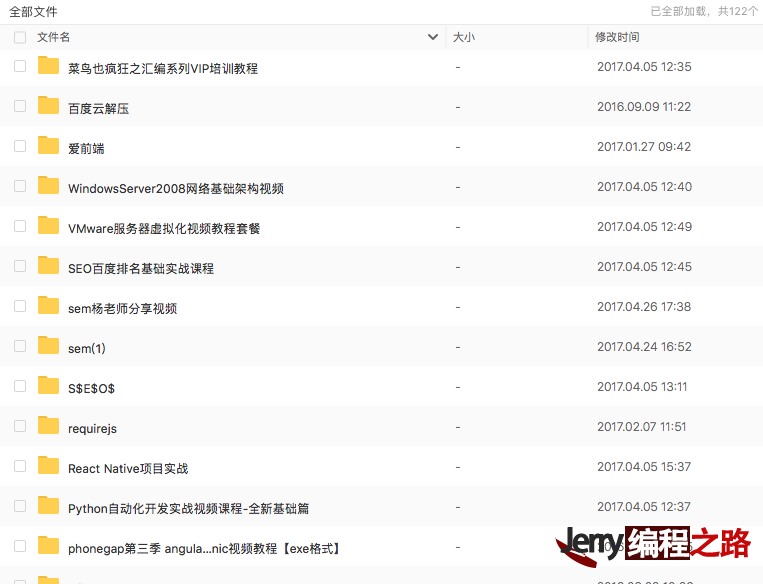 全部文件 已全部加载，共122个
文件名 大小 修改时间
菜鸟也疯狂之汇编系列VIP培训教程 - 2017.04.05 12:35
百度云解压 - 2016.09.09 11:22
爱前端 - 2017.01.27 09:42
WindowsServer2008网络基础架构视频 - 2017.04.05 12:40
VMware服务器虚拟化视频教程套餐 - 2017.04.05 12:49
SEO百度排名基础实战课程 - 2017.04.05 12:45
sem杨老师分享视频 - 2017.04.26 17:38
sem(1) - 2017.04.24 16:52
S$E$O$ - 2017.04.05 13:11
requirejs - 2017.02.07 11:51
React Native项目实战 - 2017.04.05 15:37
Python自动化开发实战视频课程-全新基础篇 - 2017.04.05 12:37
phonegap第三季 angula...nic视频教程【exe格式】 -
Jerry编程之路